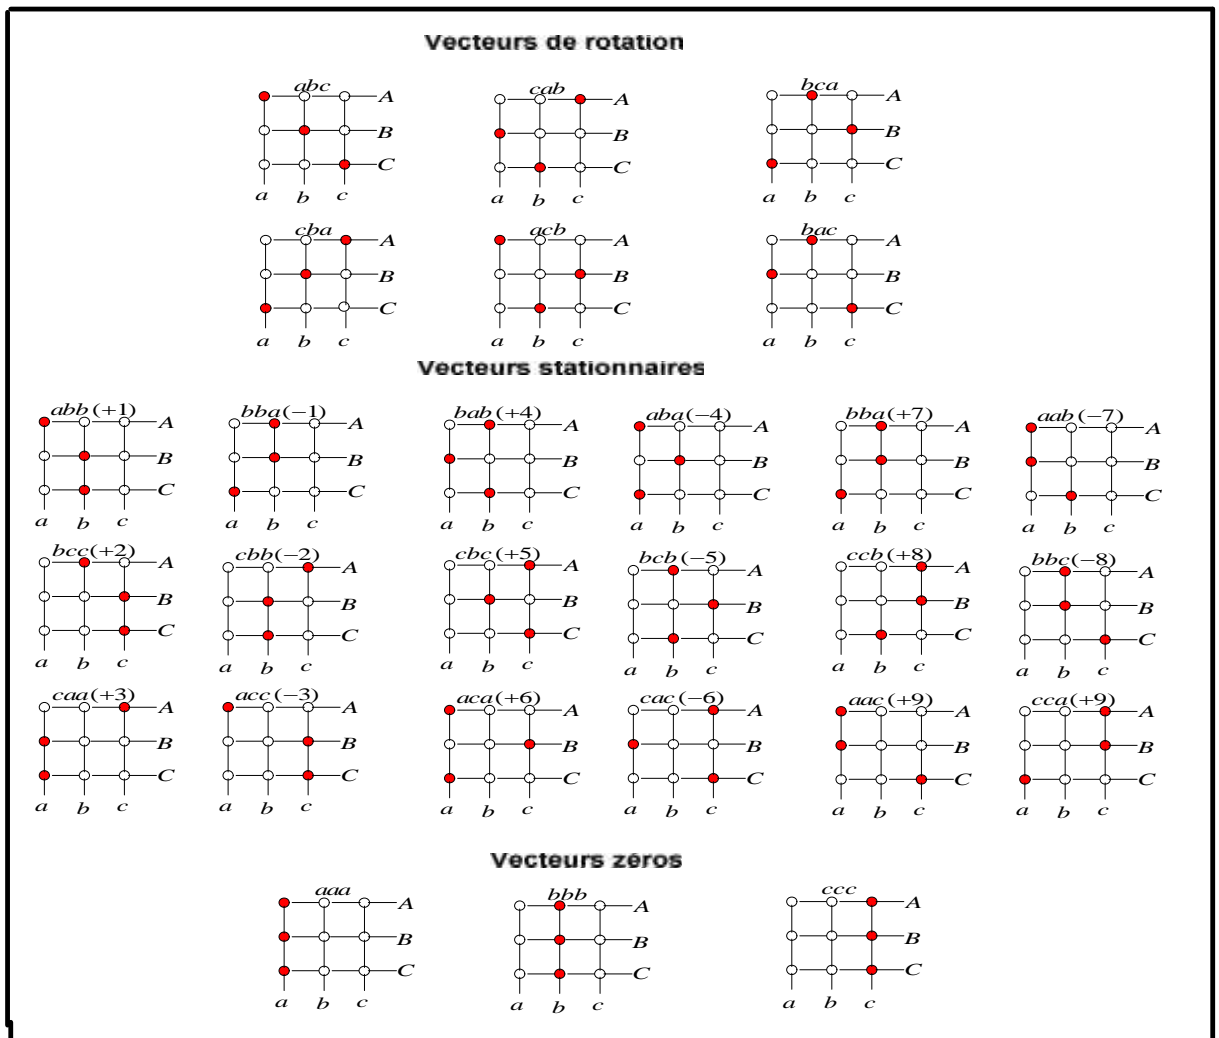 Vecteurs de rotation
abc cab bca
A A A
B B B
C C C
a b c a b c a b c
cba acb bac
A A A
B B B
C C C
a b c a b c a b c
Vecteurs stationnaires
abb(+1) bba(−1) bab(+4) aba(−4) bba(+7) aab(−7)
A A A A A A
B B B B B B
C C C C C C
a b c a b c a b c a b c a b c a b c
bcc(+2) cbb(−2) cbc(+5) bcb(−5) ccb(+8) bbc(−8)
A A A A A A
B B B B B B
C C C C C C
a b c a b c a b c a b c a b c a b c
caa(+3) acc(−3) aca(+6) cac(−6) aac(+9) cca(+9)
A A A A A A
B B B B B B
C C C C C C
a b c a b c a b c a b c a b c a b c
Vecteurs zéros
aaa bbb ccc
A A A
B B B
C C C
a b c a b c a b c